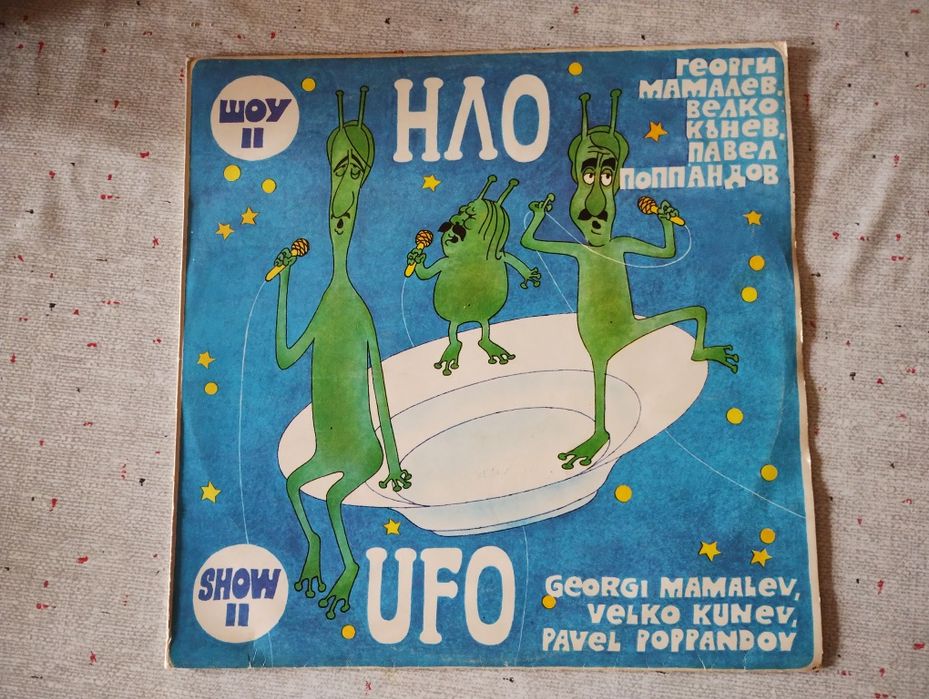 ШОУ
II
НЛО
ГЕОРГИ
МАМАЛЕВ,
ВЕЛКО
КЪНЕВ,
ПАВЕЛ
ПОППАНДОВ
SHOW
II
UFO
GEORGI MAMALEV,
VELKO KUNEV,
PAVEL POPPANDOV